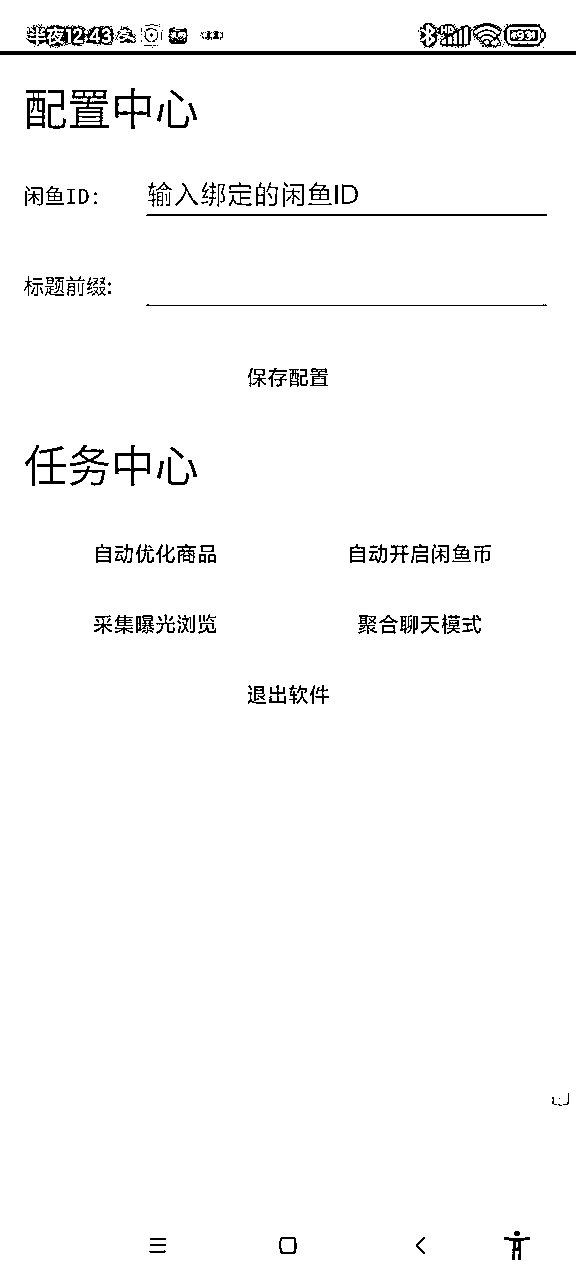 半夜12:43
配置中心
闲鱼ID: 输入绑定的闲鱼ID
标题前缀:
保存配置
任务中心
自动优化商品 自动开启闲鱼币
采集曝光浏览 聚合聊天模式
退出软件